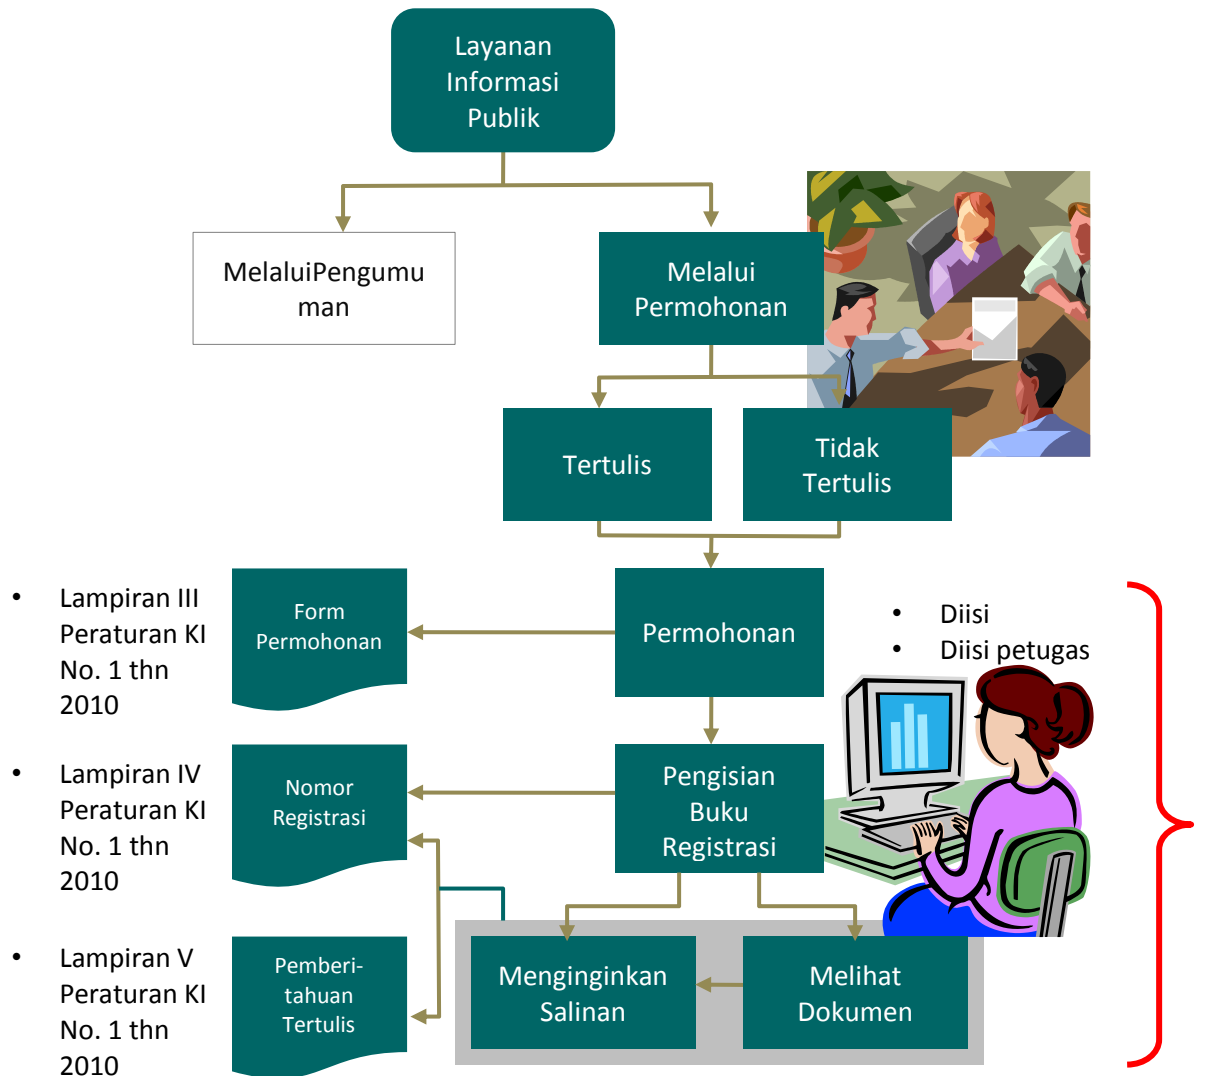 Layanan
Informasi
Publik
MelaluiPengumu
man
Melalui
Permohonan
Tertulis
Tidak
Tertulis
• Lampiran III
Peraturan KI
No. 1 thn
2010
Form
Permohonan
Permohonan
• Diisi
• Diisi petugas
• Lampiran IV
Peraturan KI
No. 1 thn
2010
Nomor
Registrasi
Pengisian
Buku
Registrasi
• Lampiran V
Peraturan KI
No. 1 thn
2010
Pemberi-
tahuan
Tertulis
Menginginkan
Salinan
Melihat
Dokumen